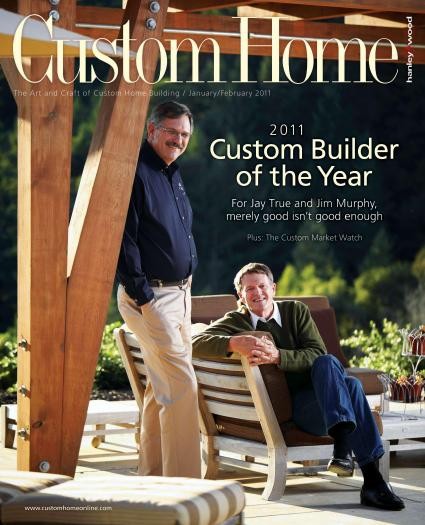 Custom Home
hanley wood
The Art and Craft of Custom Home Building / January/February 2011
2011
Custom Builder
of the Year
For Jay True and Jim Murphy,
merely good isn't good enough
Plus: The Custom Market Watch
www.customhomeonline.com